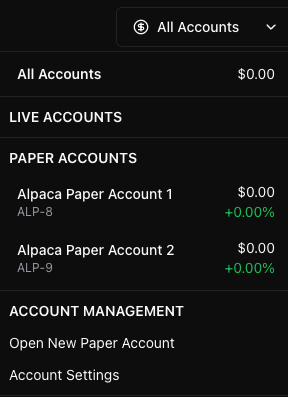 All Accounts
All Accounts $0.00
LIVE ACCOUNTS
PAPER ACCOUNTS
Alpaca Paper Account 1 $0.00
ALP-8 +0.00%
Alpaca Paper Account 2 $0.00
ALP-9 +0.00%
ACCOUNT MANAGEMENT
Open New Paper Account
Account Settings